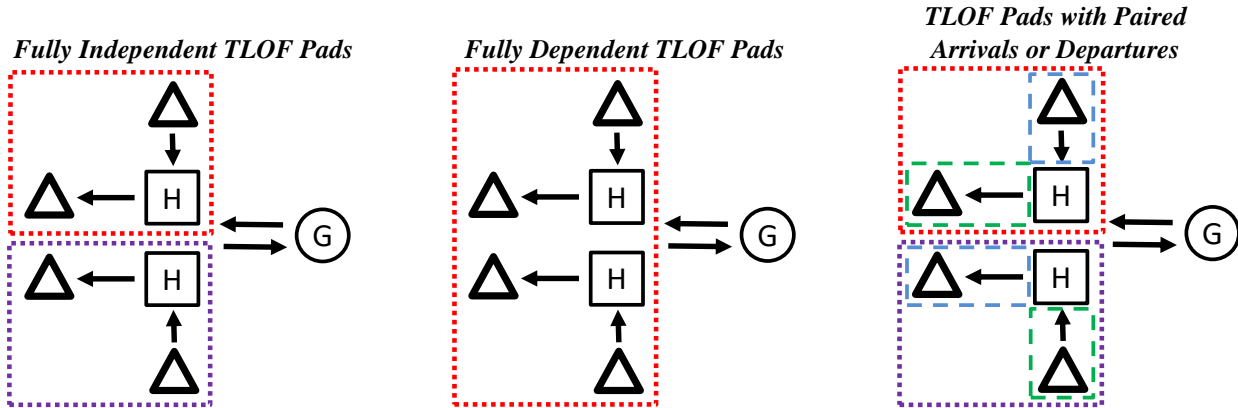 Fully Independent TLOF Pads
H
H
G
Fully Dependent TLOF Pads
H
H
G
TLOF Pads with Paired
Arrivals or Departures
H
H
G